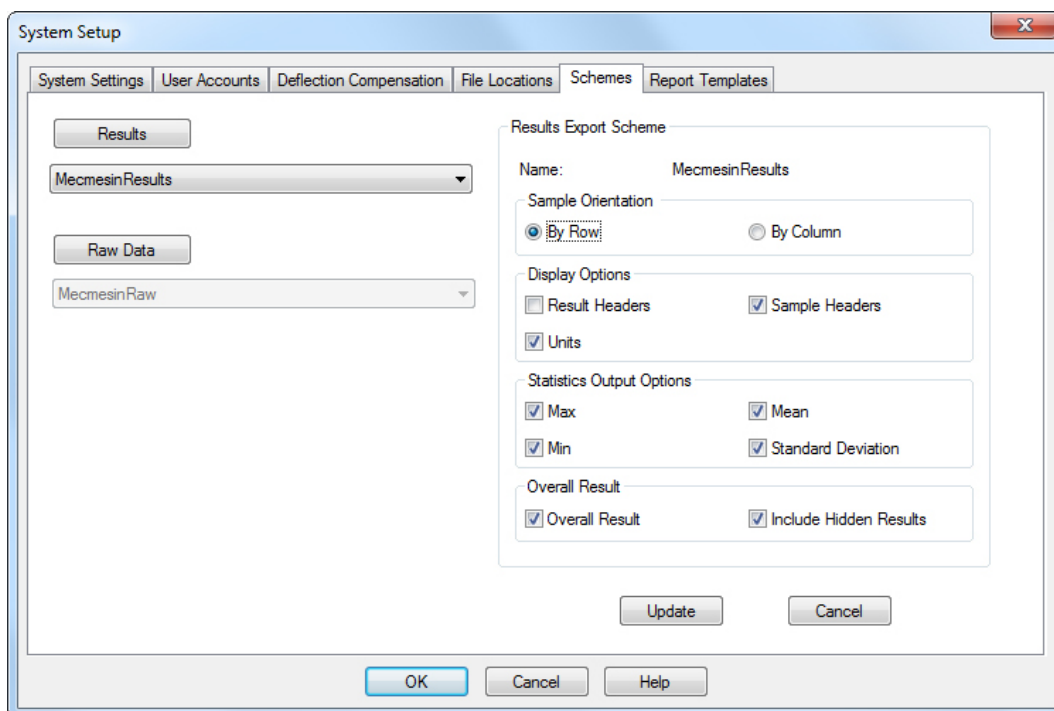 System Setup
System Settings User Accounts Deflection Compensation File Locations Schemes Report Templates
Results
MecmesinResults
Raw Data
MecmesinRaw
Results Export Scheme
Name: MecmesinResults
Sample Orientation
By Row By Column
Display Options
Result Headers Sample Headers
Units
Statistics Output Options
Max Mean
Min Standard Deviation
Overall Result
Overall Result Include Hidden Results
Update Cancel
OK Cancel Help